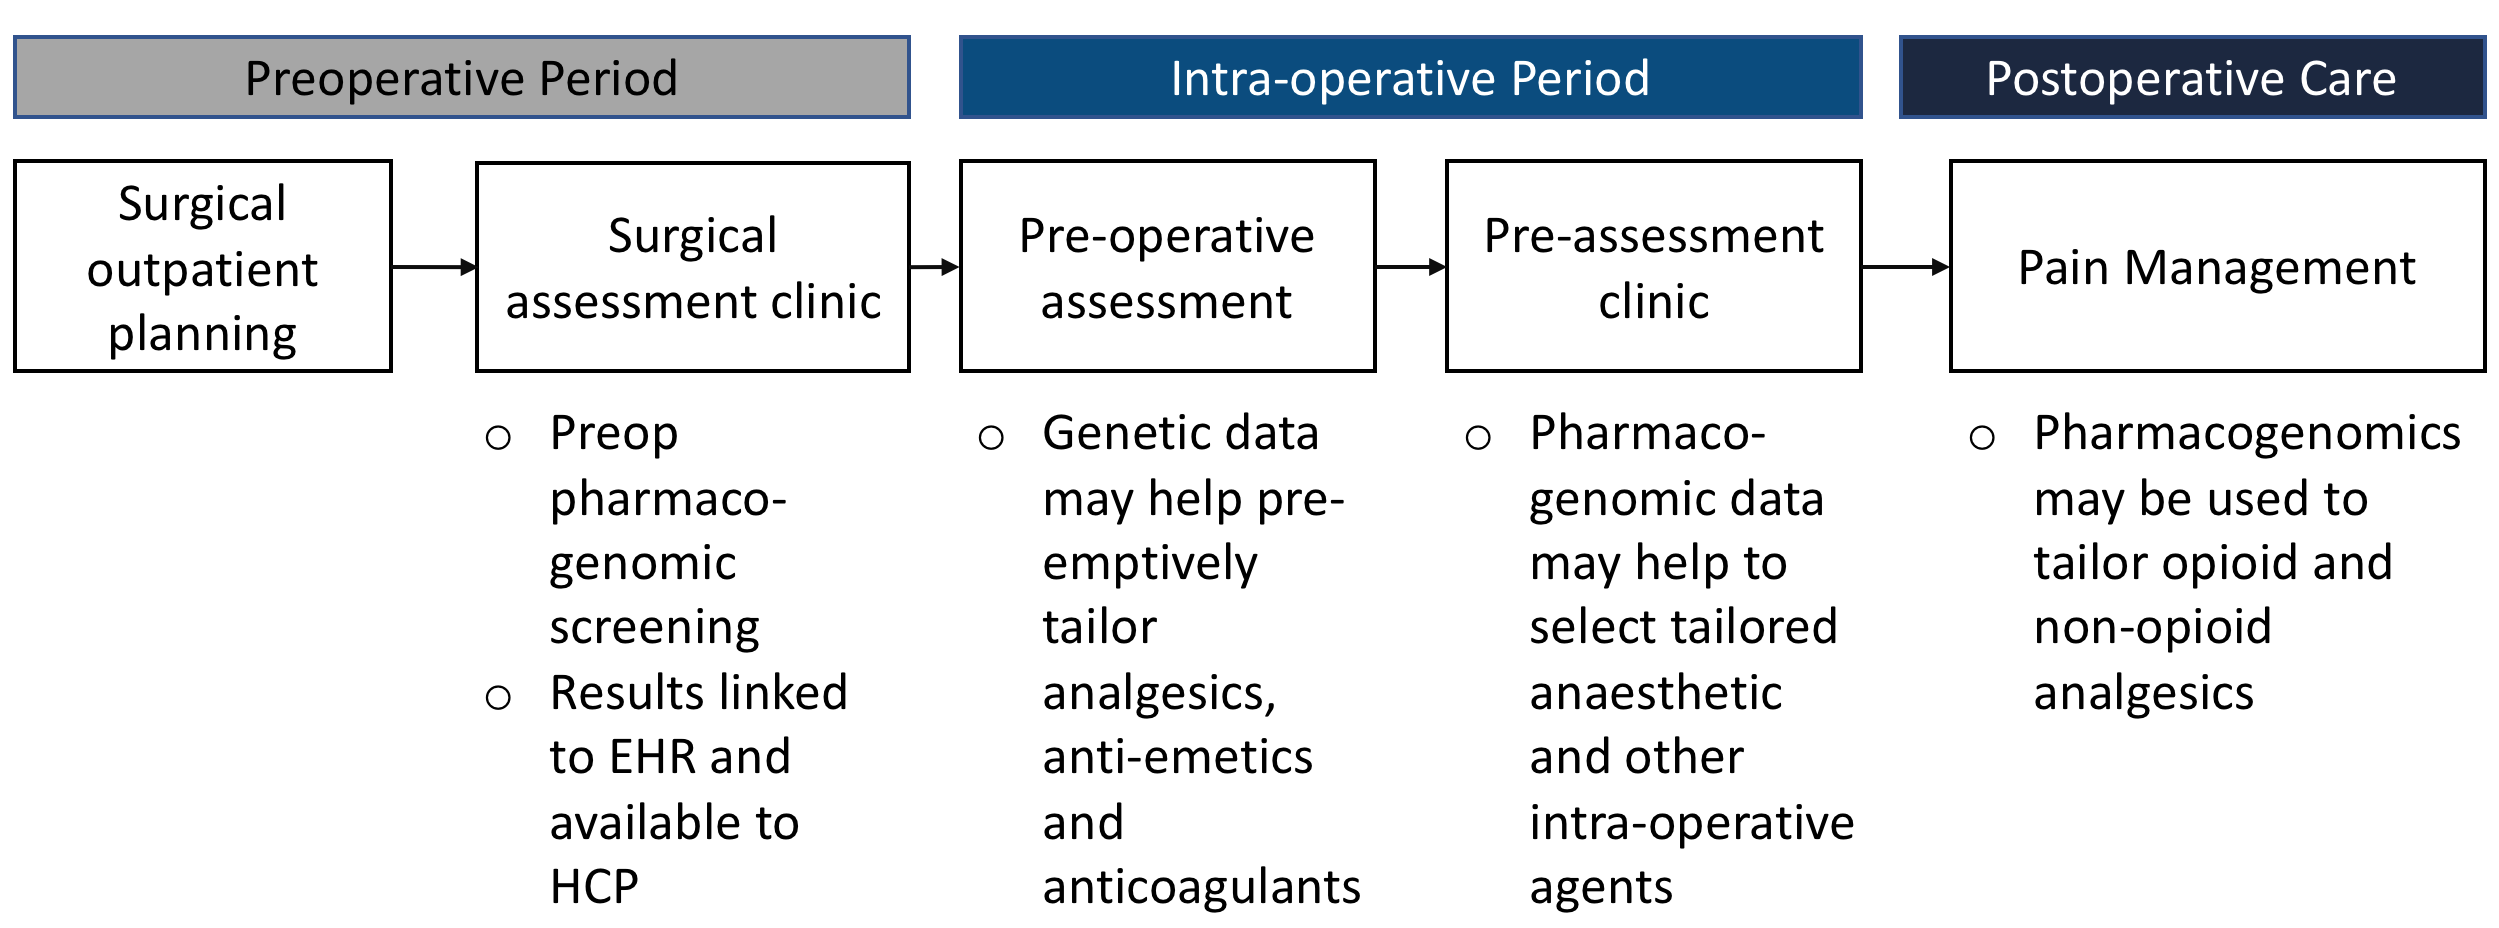 Preoperative Period
Intra-operative Period
Postoperative Care
Surgical
outpatient
planning
Surgical
assessment clinic
Pre-operative
assessment
Pre-assessment
clinic
Pain Management
○ Preop
pharmaco-
genomic
screening
○ Results linked
to EHR and
available to
HCP
○ Genetic data
may help pre-
emptively
tailor
analgesics,
anti-emetics
and
anticoagulants
○ Pharmaco-
genomic data
may help to
select tailored
anaesthetic
and other
intra-operative
agents
○ Pharmacogenomics
may be used to
tailor opioid and
non-opioid
analgesics